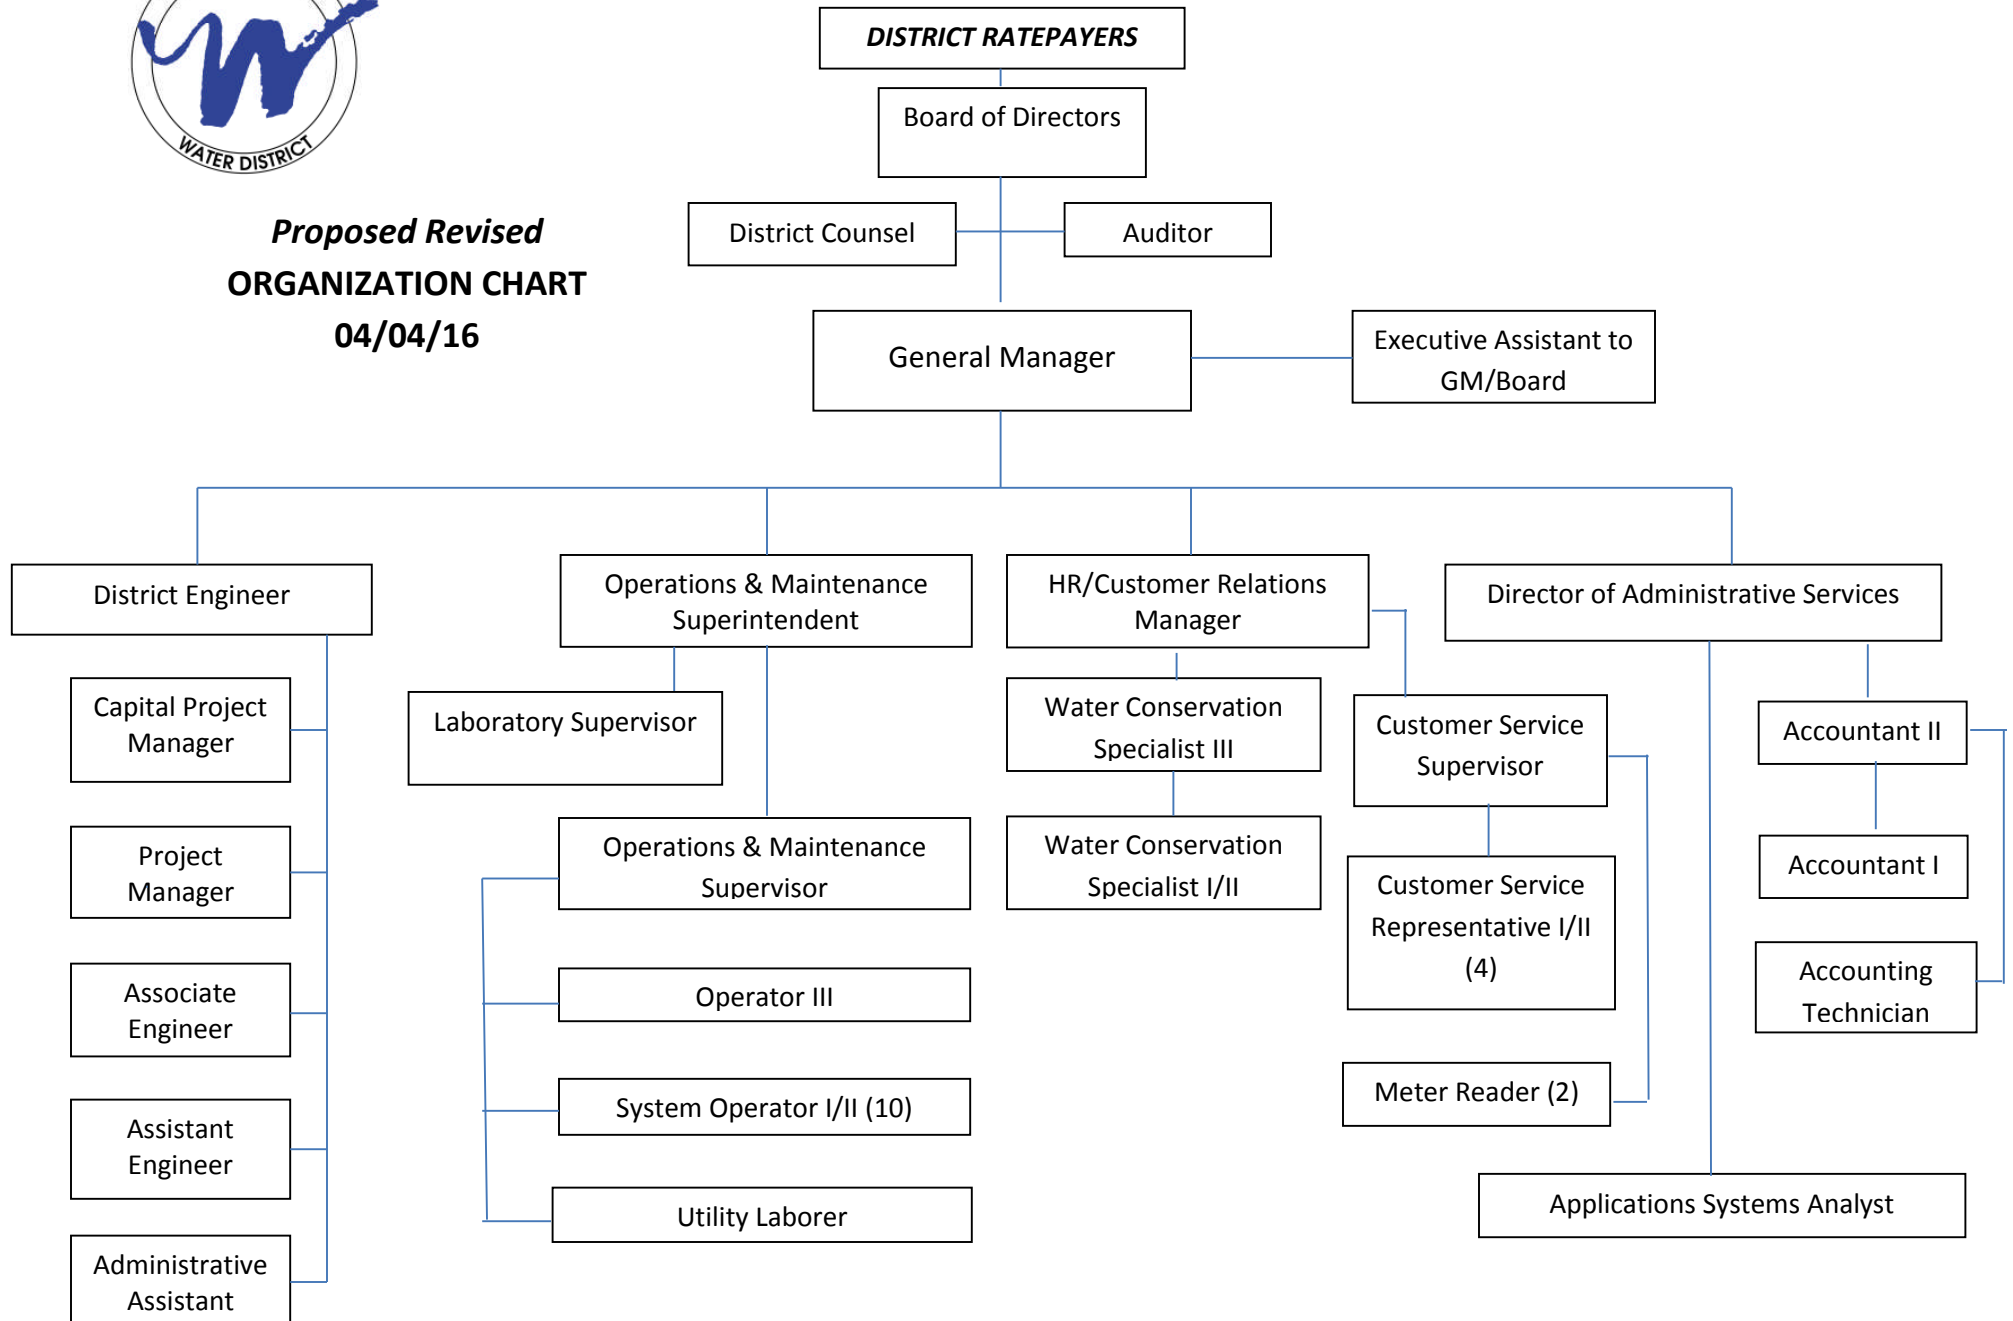 WATER DISTRICT
Proposed Revised
ORGANIZATION CHART
04/04/16
DISTRICT RATEPAYERS
Board of Directors
District Counsel
Auditor
General Manager
Executive Assistant to
GM/Board
District Engineer
Capital Project
Manager
Project
Manager
Associate
Engineer
Assistant
Engineer
Administrative
Assistant
Operations & Maintenance
Superintendent
Laboratory Supervisor
Operations & Maintenance
Supervisor
Operator III
System Operator I/II (10)
Utility Laborer
HR/Customer Relations
Manager
Water Conservation
Specialist III
Water Conservation
Specialist I/II
Customer Service
Supervisor
Customer Service
Representative I/II
(4)
Meter Reader (2)
Director of Administrative Services
Accountant II
Accountant I
Accounting
Technician
Applications Systems Analyst